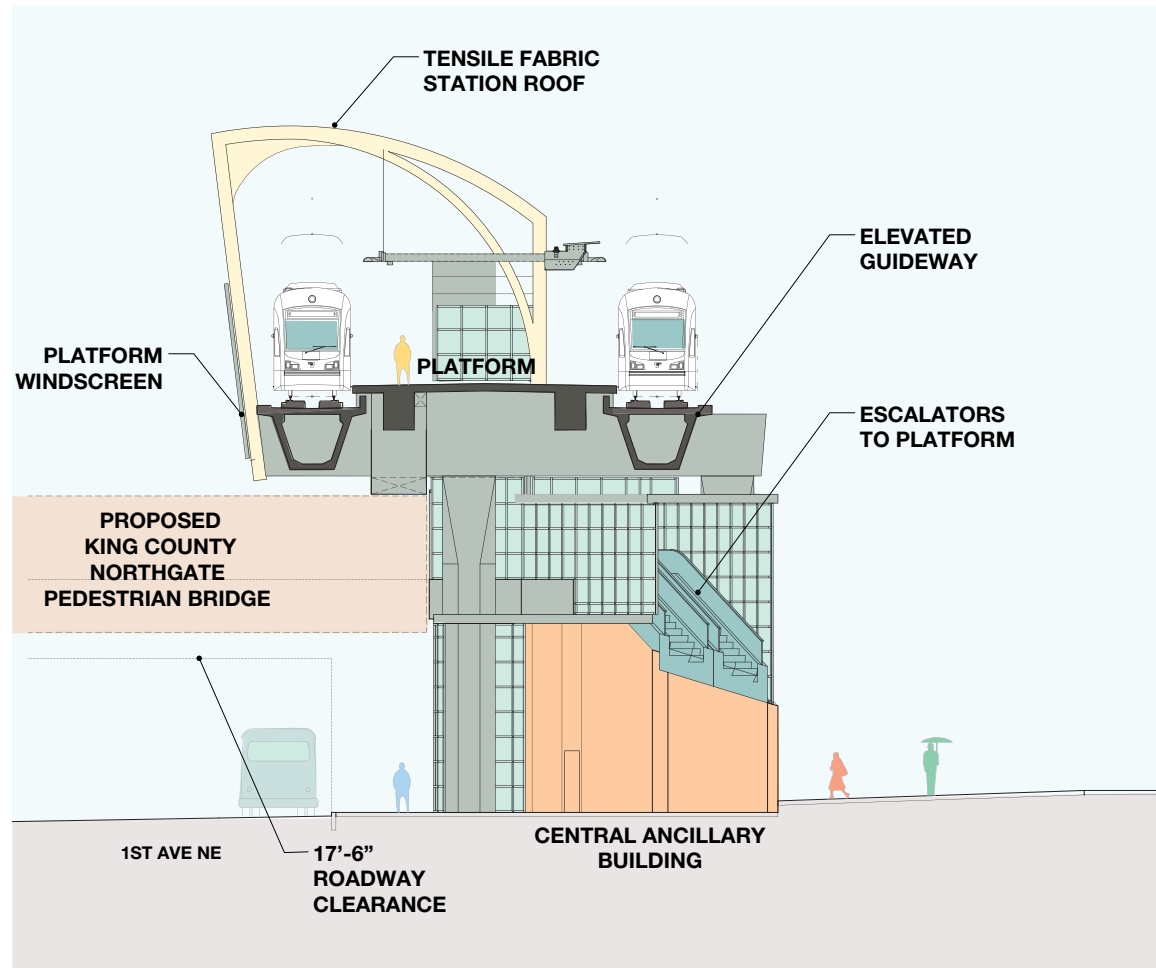 TENSILE FABRIC
STATION ROOF
ELEVATED
GUIDEWAY
PLATFORM
WINDSCREEN
PLATFORM
ESCALATORS
TO PLATFORM
PROPOSED
KING COUNTY
NORTHGATE
PEDESTRIAN BRIDGE
1ST AVE NE
17’-6”
ROADWAY
CLEARANCE
CENTRAL ANCILLARY
BUILDING